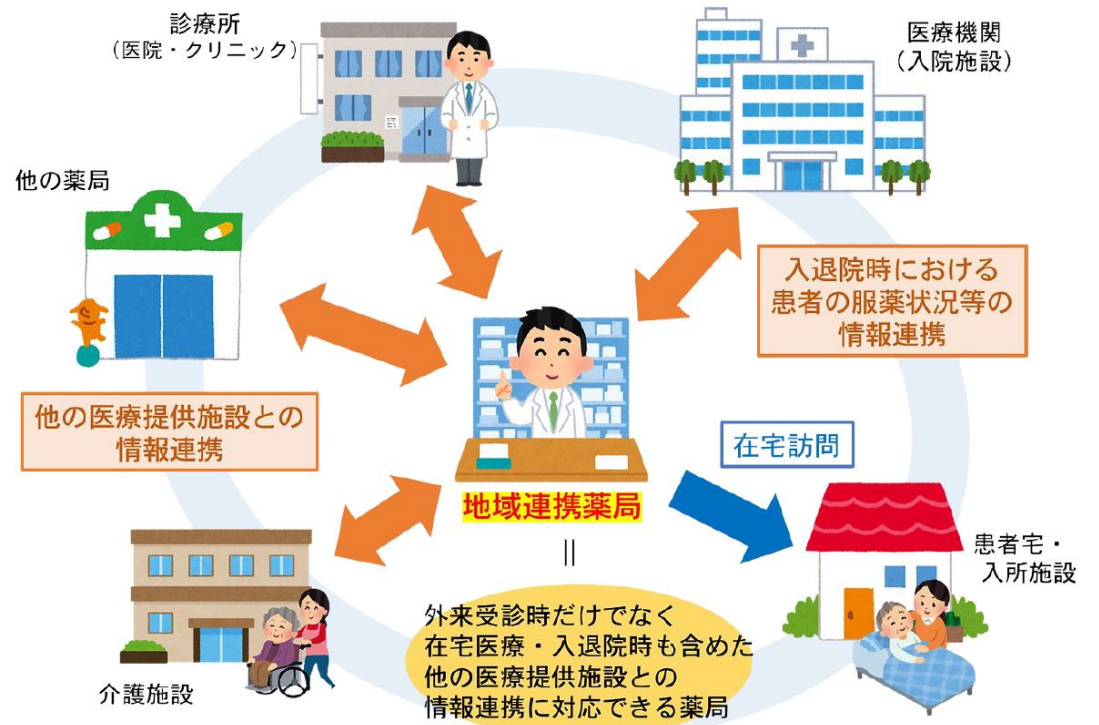 診療所
（医院・クリニック）
医療機関
（入院施設）
他の薬局
入退院時における
患者の服薬状況等の
情報連携
他の医療提供施設との
情報連携
在宅訪問
地域連携薬局
＝
患者宅・
入所施設
介護施設
外来受診時だけでなく
在宅医療・入退院時も含めた
他の医療提供施設との
情報連携に対応できる薬局